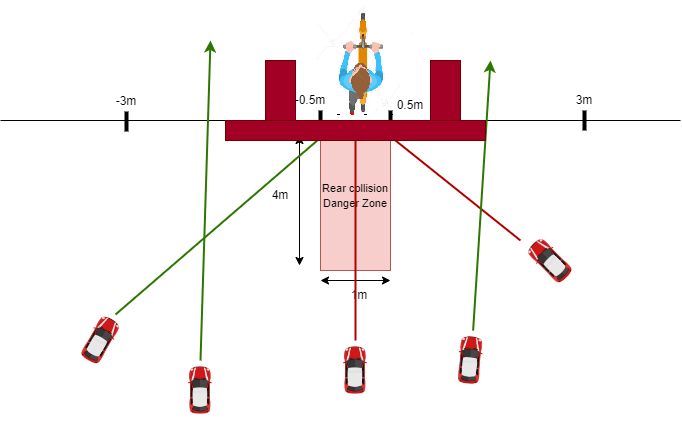 -3m
-0.5m
0.5m
3m
4m
Rear collision
Danger Zone
1m